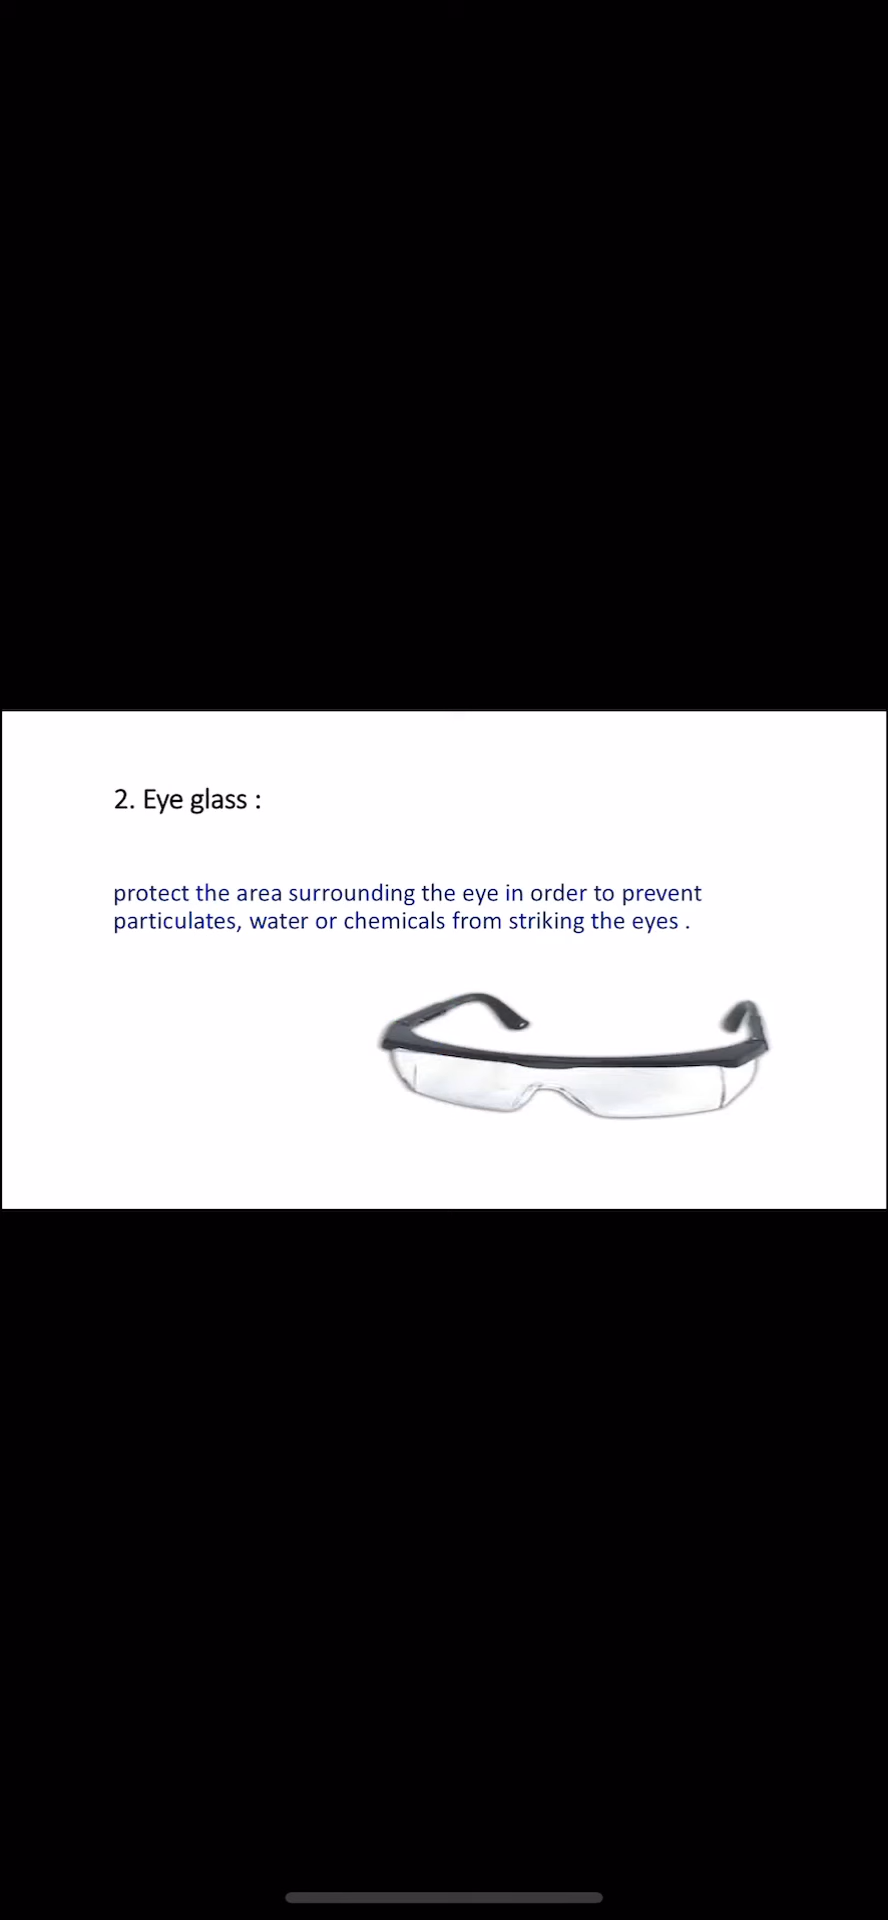 2. Eye glass :
protect the area surrounding the eye in order to prevent
particulates, water or chemicals from striking the eyes .